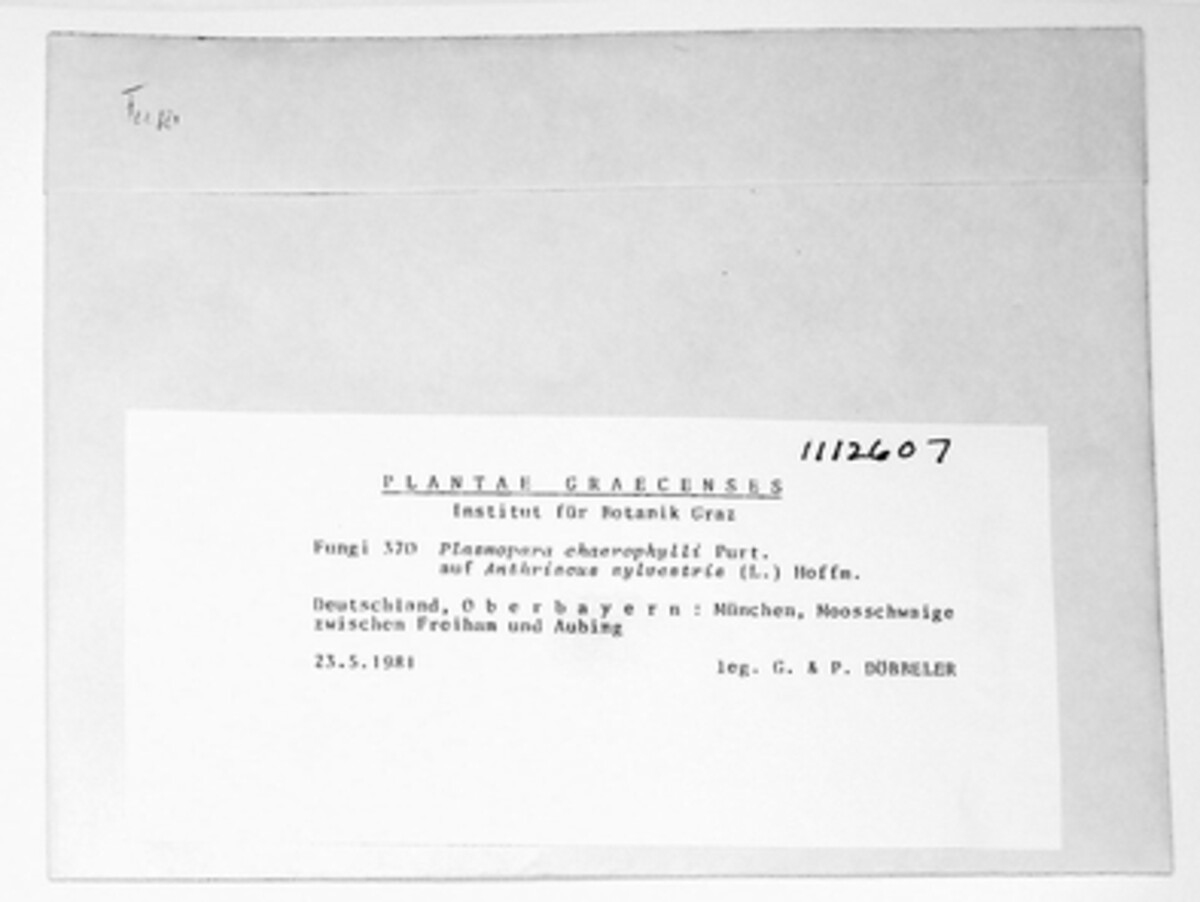 1112607
PLANTAE GRAECENSES
Institut für Botanik Graz
Fungi 370 Plasmopara chaerophylli Purt.
auf Anthriscus sylvestris (L.) Hoffm.
Deutschland, Oberbayern: München, Moosschwaige
zwischen Freiham und Aubing
23.5.1981 leg. G. & P. DÖBBELER